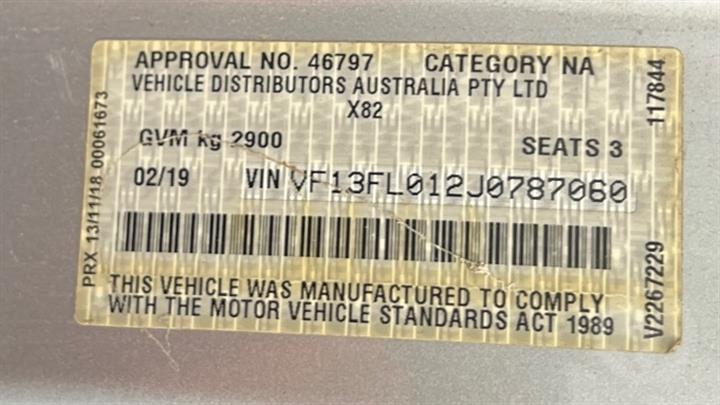 APPROVAL NO. 46797 CATEGORY NA
VEHICLE DISTRIBUTORS AUSTRALIA PTY LTD
X82
GVM kg 2900 SEATS 3
02/19 VIN VF13FL012J0787060
THIS VEHICLE WAS MANUFACTURED TO COMPLY
WITH THE MOTOR VEHICLE STANDARDS ACT 1989
PRX 13/11/18 00061673
117844
V2267229